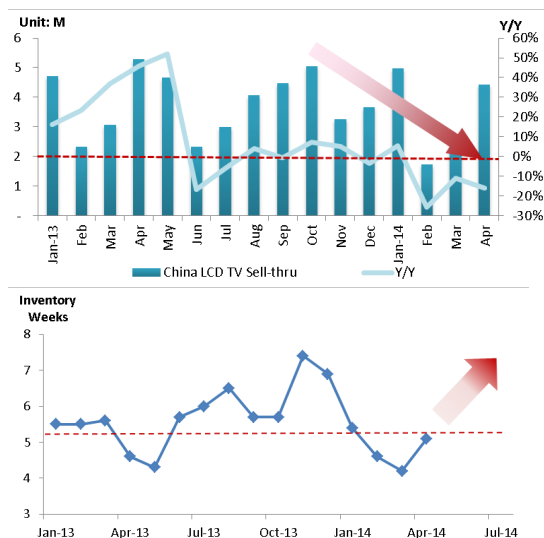 Unit: M
Y/Y
6
5
4
3
2
1
-
60%
50%
40%
30%
20%
10%
0%
-10%
-20%
-30%
Jan-13
Feb
Mar
Apr
May
Jun
Jul
Aug
Sep
Oct
Nov
Dec
Jan-14
Feb
Mar
Apr
China LCD TV Sell-thru
Y/Y
Inventory
Weeks
8
7
6
5
4
3
Jan-13
Apr-13
Jul-13
Oct-13
Jan-14
Apr-14
Jul-14